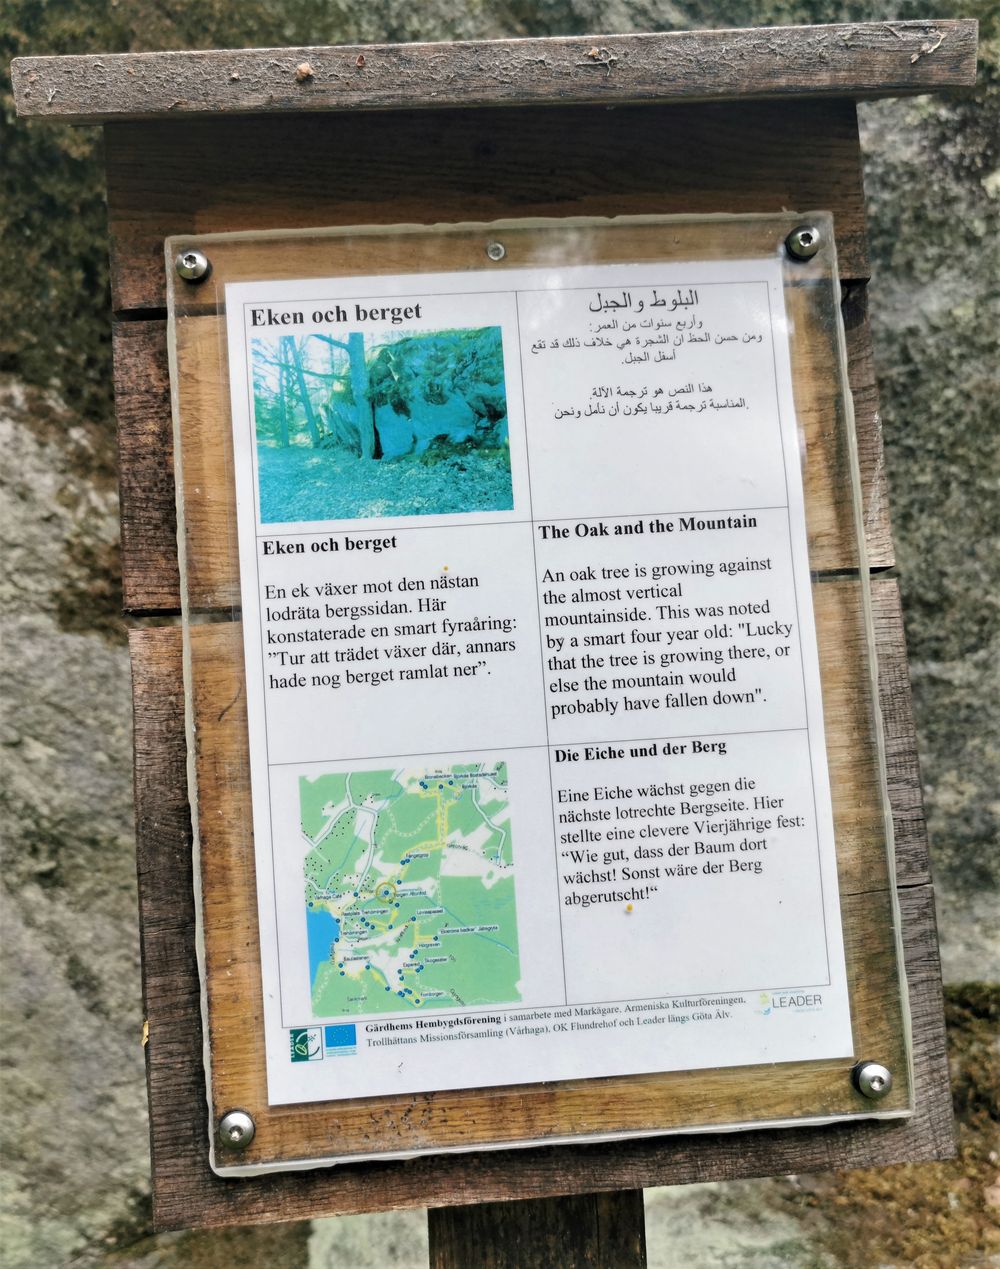 Eken och berget
البلوط والجبل
وأربع سنوات من العمر:
ومن حسن الحظ ان الشجرة هي خلاف ذلك قد تقع
أسفل الجبل.
هذا النص هو ترجمة الآلة.
المناسبة ترجمة قريبا يكون أن نأمل ونحن.
Eken och berget
En ek växer mot den nästan
lodräta bergssidan. Här
konstaterade en smart fyraåring:
”Tur att trädet växer där, annars
hade nog berget ramlat ner”.
The Oak and the Mountain
An oak tree is growing against
the almost vertical
mountainside. This was noted
by a smart four year old: "Lucky
that the tree is growing there, or
else the mountain would
probably have fallen down".
Die Eiche und der Berg
Eine Eiche wächst gegen die
nächste lotrechte Bergseite. Hier
stellte eine clevere Vierjährige fest:
“Wie gut, dass der Baum dort
wächst! Sonst wäre der Berg
abgerutscht!“
Fornborgen
Gärdhems Hembygdsförening i samarbete med Markägare, Armeniska Kulturföreningen,
Trollhättans Missionsförsamling (Vårhaga), OK Flundrehof och Leader längs Göta Älv.
LEADER